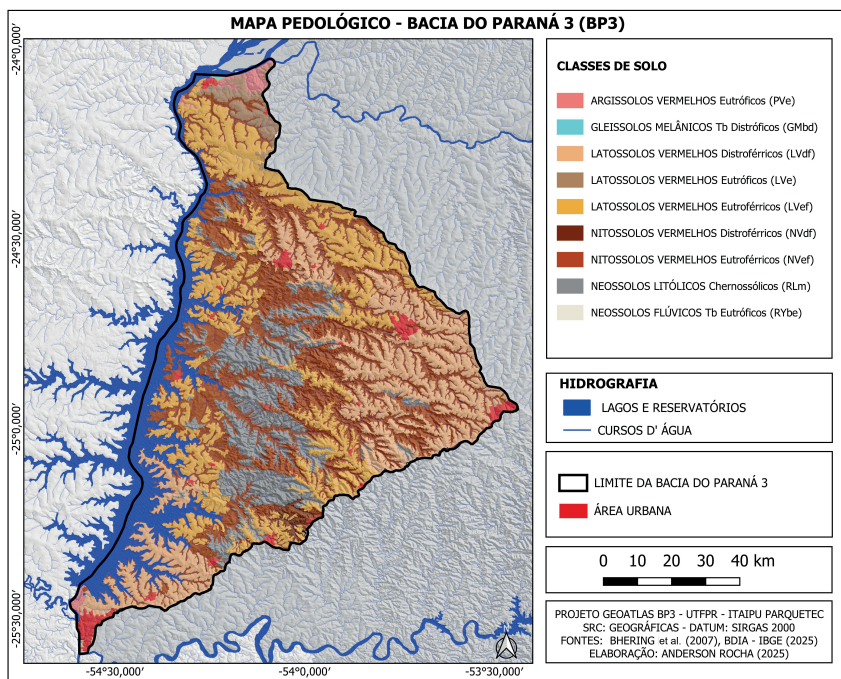 MAPA PEDOLÓGICO - BACIA DO PARANÁ 3 (BP3)
-24°0,000'
-24°30,000'
-25°0,000'
-25°30,000'
-54°30,000'
-54°0,000'
-53°30,000'
CLASSES DE SOLO
ARGISSOLOS VERMELHOS Eutróficos (PVe)
GLEISSOLOS MELÂNICOS Tb Distróficos (GMbd)
LATOSSOLOS VERMELHOS Distroférricos (LVdf)
LATOSSOLOS VERMELHOS Eutróficos (LVe)
LATOSSOLOS VERMELHOS Eutroférricos (LVef)
NITOSSOLOS VERMELHOS Distroférricos (NVdf)
NITOSSOLOS VERMELHOS Eutroférricos (NVef)
NEOSSOLOS LITÓLICOS Chernossólicos (RLm)
NEOSSOLOS FLÚVICOS Tb Eutróficos (RYbe)
HIDROGRAFIA
LAGOS E RESERVATÓRIOS
CURSOS D' ÁGUA
LIMITE DA BACIA DO PARANÁ 3
ÁREA URBANA
0 10 20 30 40 km
PROJETO GEOATLAS BP3 - UTFPR - ITAIPU PARQUETEC
SRC: GEOGRÁFICAS - DATUM: SIRGAS 2000
FONTES: BHERING et al. (2007), BDIA - IBGE (2025)
ELABORAÇÃO: ANDERSON ROCHA (2025)